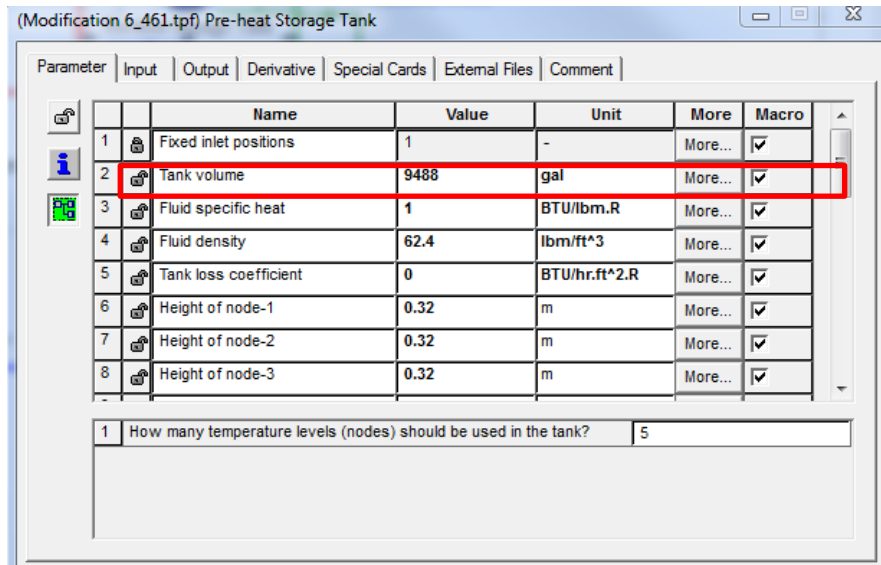 (Modification 6_461.tpf) Pre-heat Storage Tank
Parameter Input Output Derivative Special Cards External Files Comment
Name Value Unit More Macro
1 Fixed inlet positions 1 - More...
2 Tank volume 9488 gal More...
3 Fluid specific heat 1 BTU/lbm.R More...
4 Fluid density 62.4 lbm/ft^3 More...
5 Tank loss coefficient 0 BTU/hr.ft^2.R More...
6 Height of node-1 0.32 m More...
7 Height of node-2 0.32 m More...
8 Height of node-3 0.32 m More...
1 How many temperature levels (nodes) should be used in the tank? 5